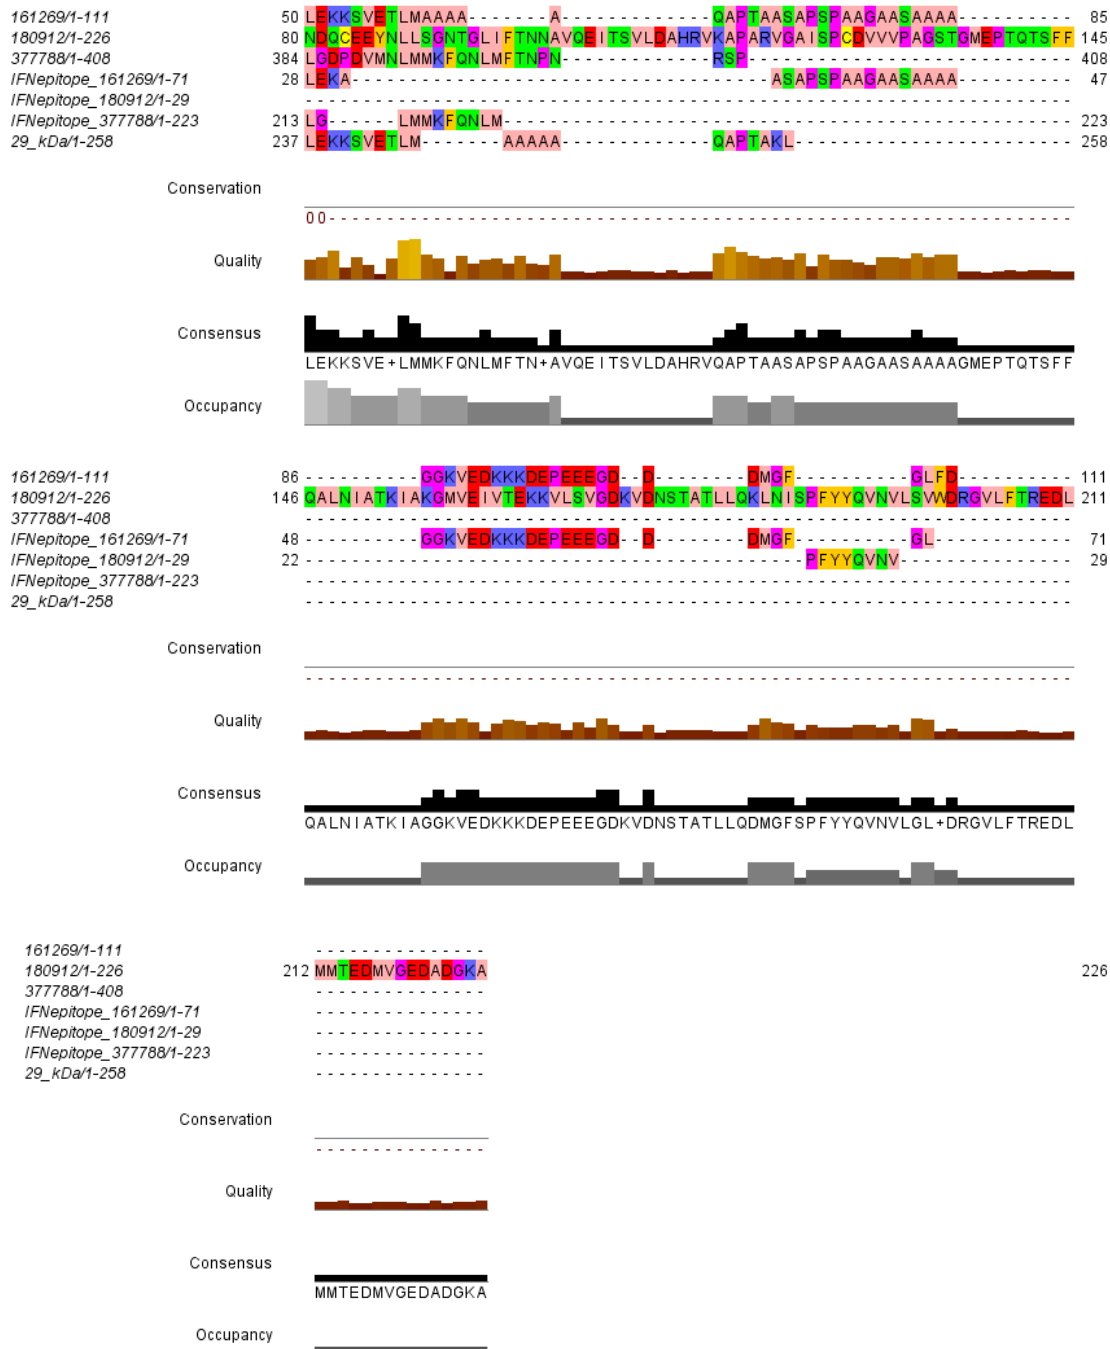 161269/1-111 50 LEKKSVETLMAAAA-------A-------------QAPTAASAPSPAAGAASAAAA---------- 85
180912/1-226 80 NDQCEEYNLLSGNTGLIFTNNAVQEITSVLDAHRVKAPARVGAISPCDVVVPAGSTGMEPTQTSFF 145
377788/1-408 384 LGDPDVMNLMMKFQNLMFTNPN-------------RSP---------------------------- 408
IFNepitope_161269/1-71 28 LEKA------------------------------------ASAPSPAAGAASAAAA---------- 47
IFNepitope_180912/1-29 ------------------------------------------------------------------
IFNepitope_377788/1-223 213 LG------LMMKFQNLM------------------------------------------------- 223
29_kDa/1-258 237 LEKKSVETLM-------AAAAA-------------QAPTAKL------------------------ 258
Conservation
00----------------------------------------------------------------
Quality
Consensus
LEKKSVE+LMMKFQNLMFTN+AVQEITSVLDAHRVQAPTAASAPSPAAGAASAAAAGMEPTQTSFF
Occupancy
161269/1-111 86 ----------GGKVEDKKKDEPEEEGD--D--------DMGF----------GLFD---------- 111
180912/1-226 146 QALNIATKIAKGMVEIVTEKKVLSVGDKVDNSTATLLQKLNISPFYYQVNVLSVWDRGVLFTREDL 211
377788/1-408 ------------------------------------------------------------------
IFNepitope_161269/1-71 48 ----------GGKVEDKKKDEPEEEGD--D--------DMGF----------GL------------ 71
IFNepitope_180912/1-29 22 -------------------------------------------PFYYQVNV--------------- 29
IFNepitope_377788/1-223 ------------------------------------------------------------------
29_kDa/1-258 ------------------------------------------------------------------
Conservation
------------------------------------------------------------------
Quality
Consensus
QALNIATKIAGGKVEDKKKDEPEEEGDKVDNSTATLLQDMGFSPFYYQVNVLGL+DRGVLFTREDL
Occupancy
161269/1-111 ---------------
180912/1-226 212 MMTEDMVGEDADGKA 226
377788/1-408 ---------------
IFNepitope_161269/1-71 ---------------
IFNepitope_180912/1-29 ---------------
IFNepitope_377788/1-223 ---------------
29_kDa/1-258 ---------------
Conservation
---------------
Quality
Consensus
MMTEDMVGEDADGKA
Occupancy